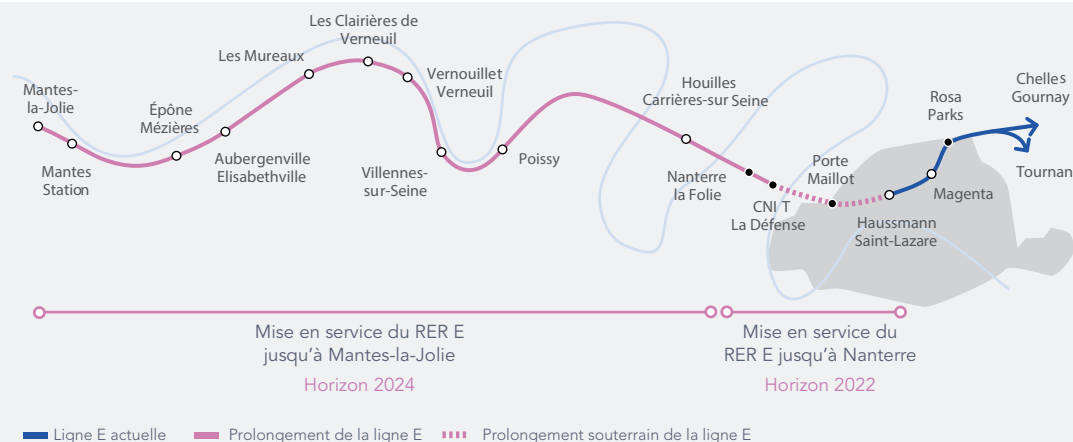 Les Clairières de
Verneuil
Les Mureaux
Vernouillet
Verneuil
Mantes-
la-Jolie
Épône
Mézières
Houilles
Carrières-sur Seine
Chelles
Gournay
Rosa
Parks
Mantes
Station
Aubergenville
Elisabethville
Villennes-
sur-Seine
Poissy
Nanterre
la Folie
Porte
Maillot
CNI T
La Défense
Haussmann
Saint-Lazare
Magenta
Tournan
Mise en service du RER E
jusqu'à Mantes-la-Jolie
Horizon 2024
Mise en service du
RER E jusqu'à Nanterre
Horizon 2022
Ligne E actuelle
Prolongement de la ligne E
Prolongement souterrain de la ligne E